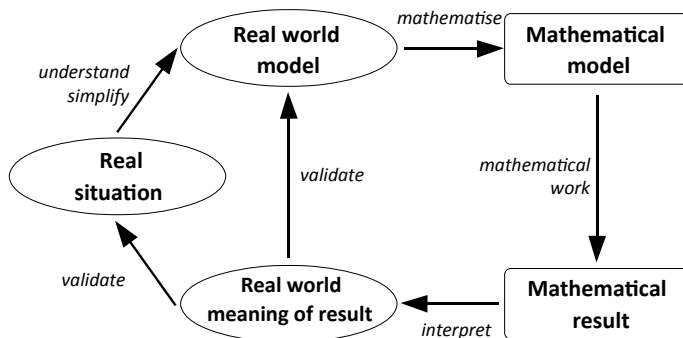 Real world
model
mathematise
Mathematical
model
understand
simplify
Real
situation
validate
mathematical
work
validate
Real world
meaning of result
interpret
Mathematical
result